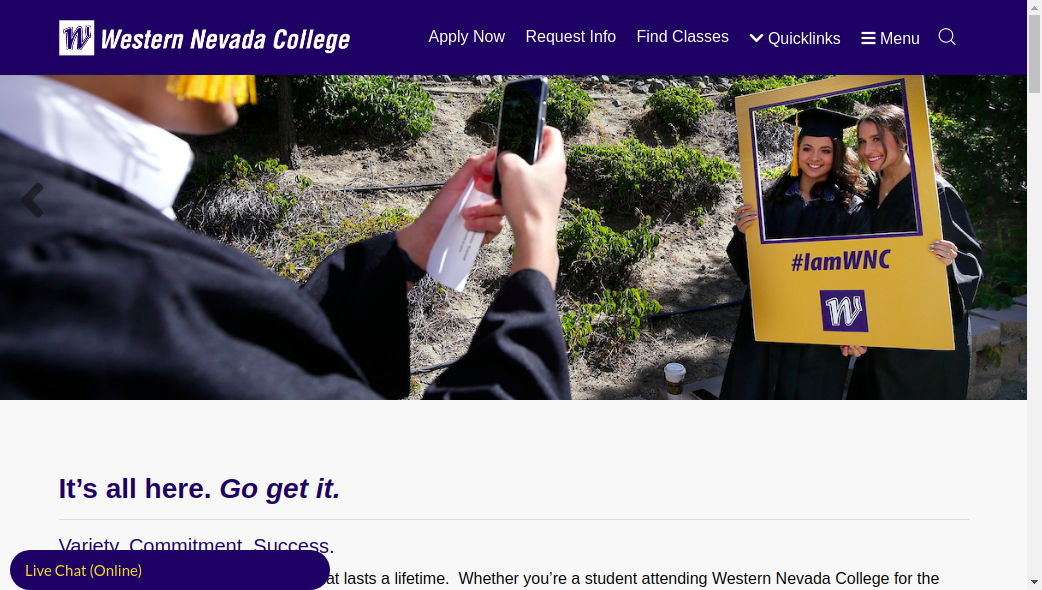 Western Nevada College
Apply Now
Request Info
Find Classes
Quicklinks
Menu
#IamWNC
W
It’s all here. Go get it.
Variety. Commitment. Success.
at lasts a lifetime. Whether you’re a student attending Western Nevada College for the
Live Chat (Online)